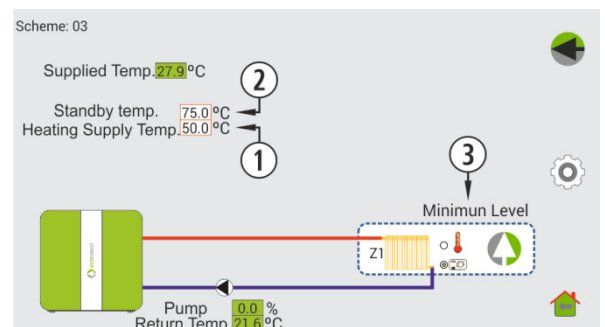 Scheme: 03
Supplied Temp. 27.9 ºC
2
Standby temp. 75.0 ºC
Heating Supply Temp. 50.0 ºC
1
3
Minimun Level
Z1
Pump 0.0 %
Return Temp 21.6 ºC